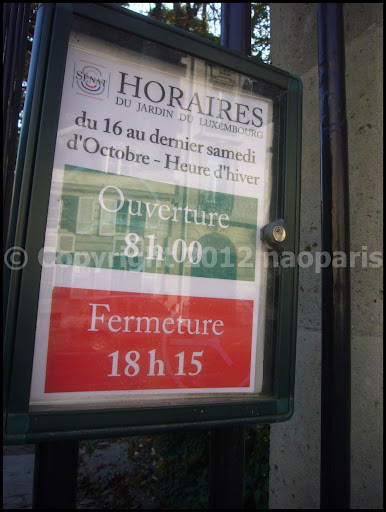 SÉNAT
HORAIRES
DU JARDIN DU LUXEMBOURG
du 16 au dernier samedi
d'Octobre - Heure d'hiver
Ouverture
8 h 00
Fermeture
18 h 15
© Copyright 2012 naoparis